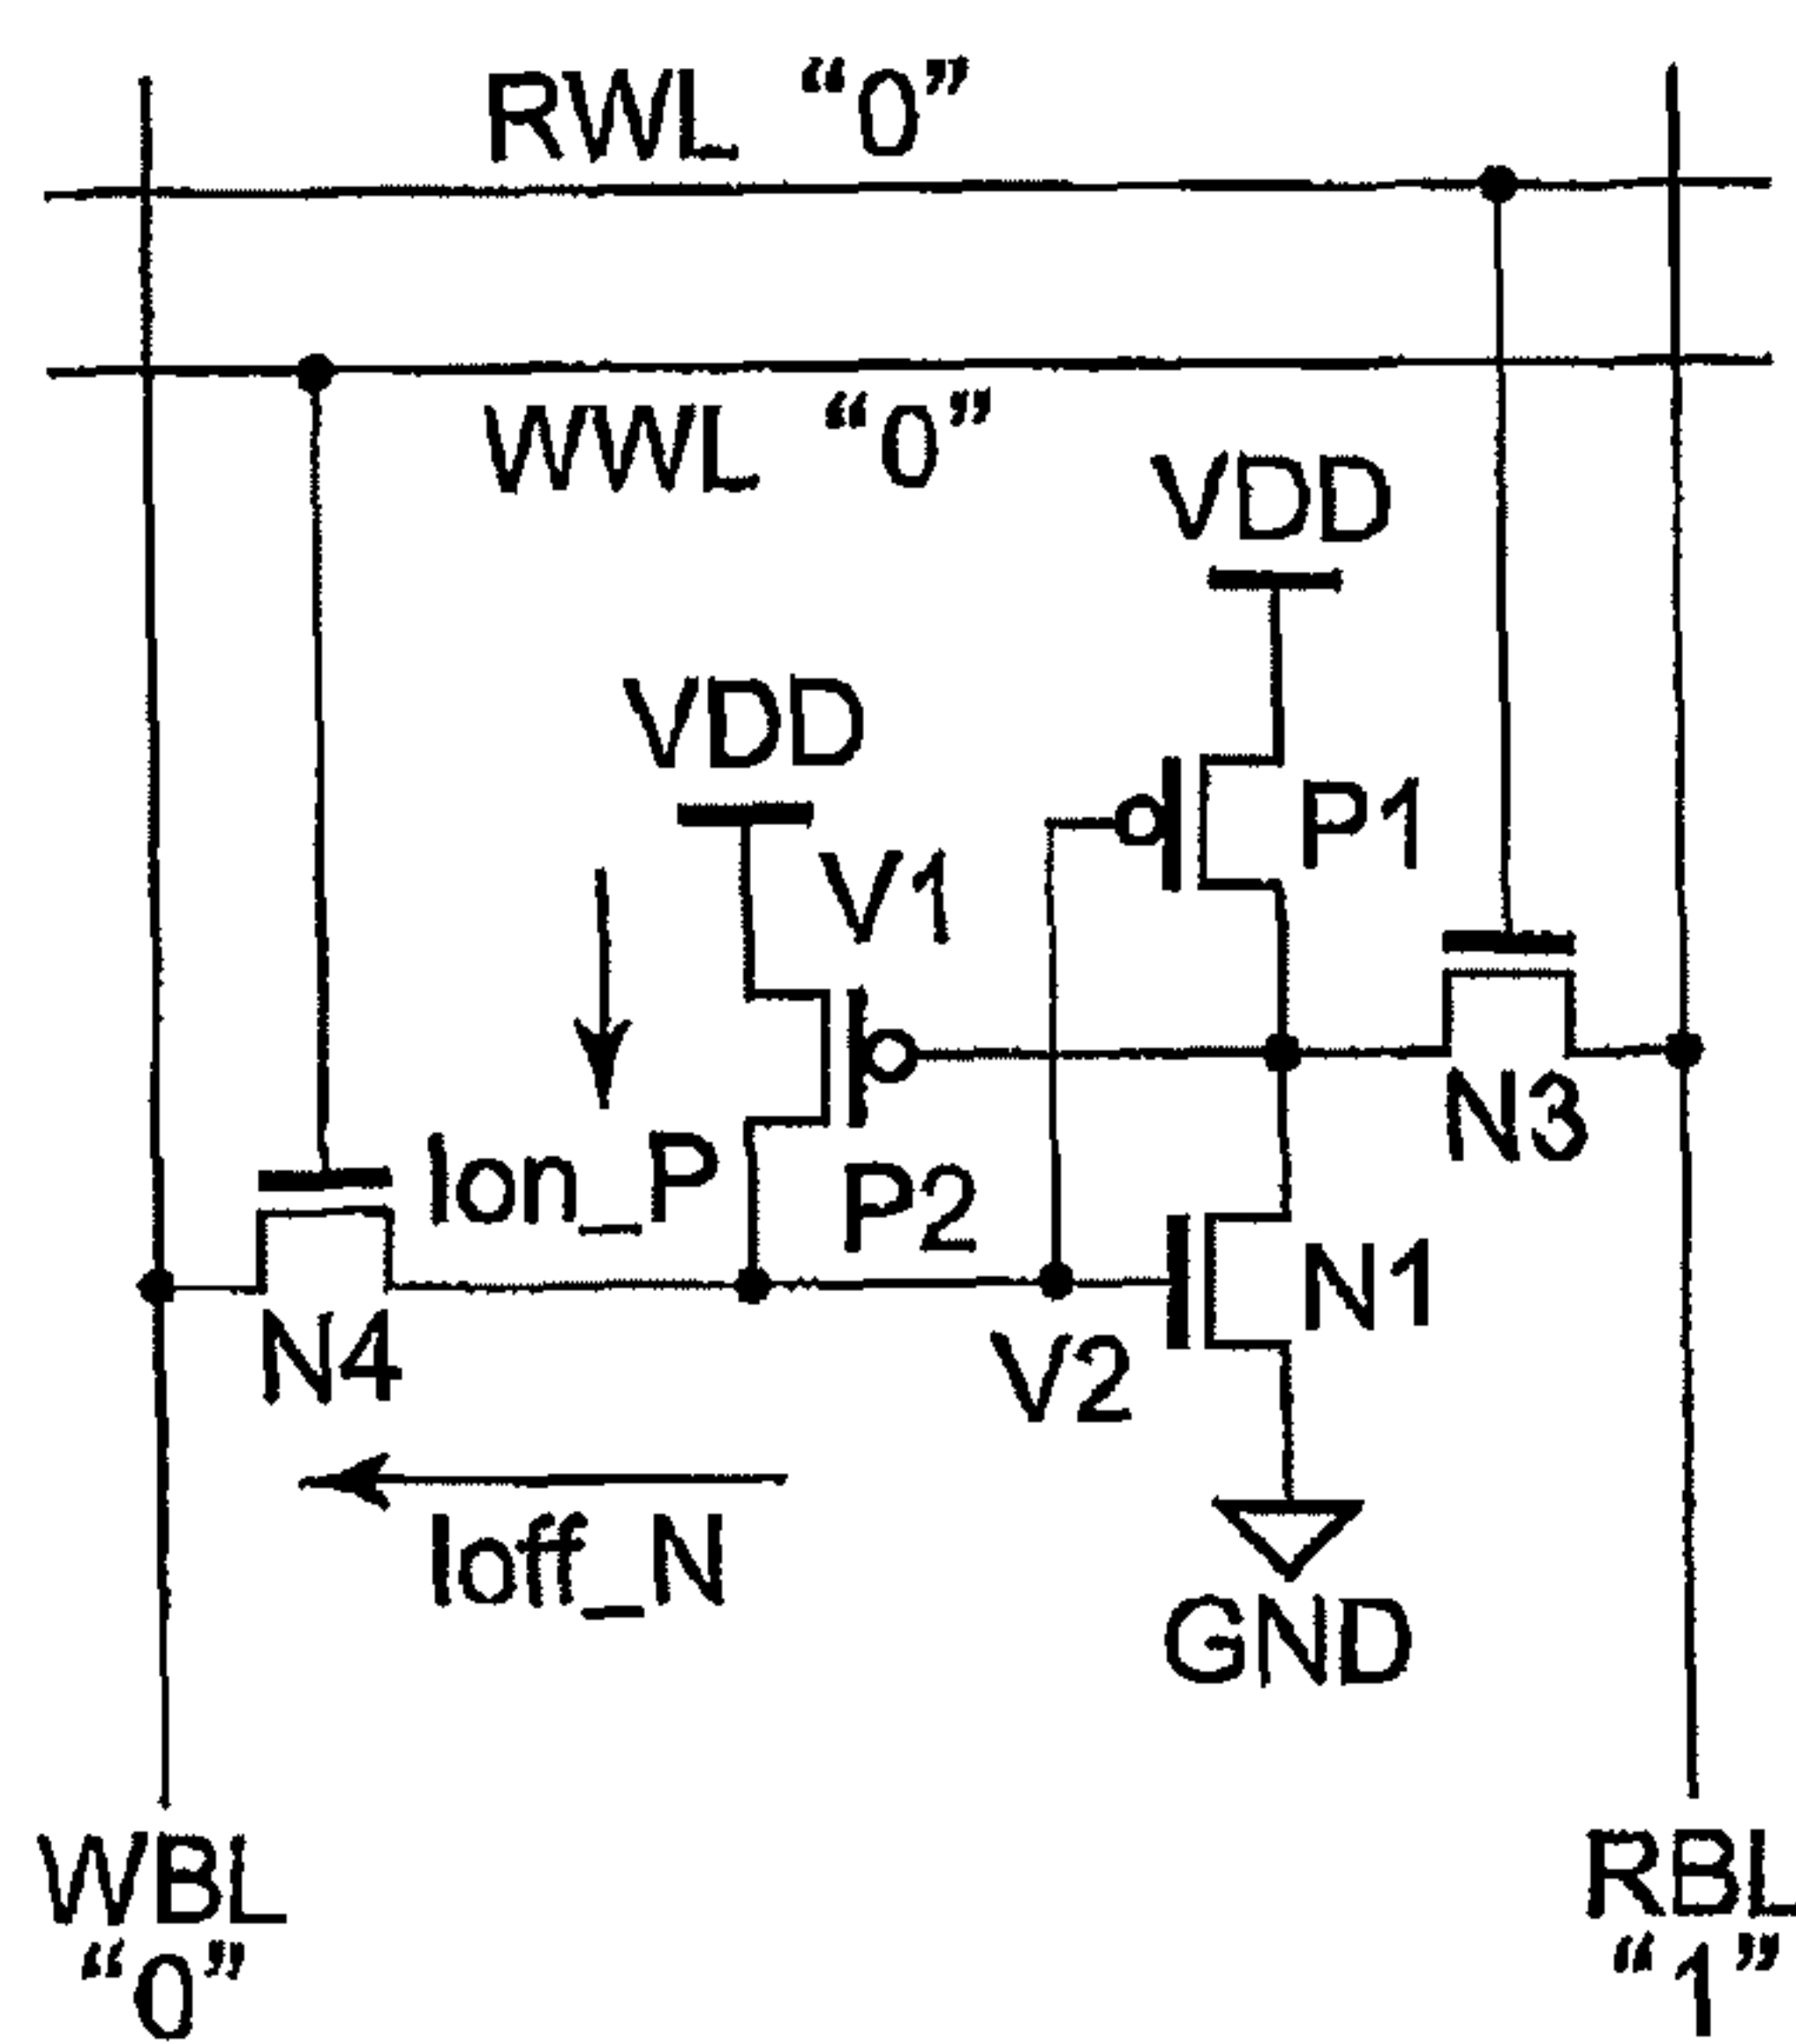 RWL “0”
WWL “0”
VDD
VDD
P1
V1
N3
Ion_P
P2
N1
N4
V2
Ioff_N
GND
WBL
“0”
RBL
“1”